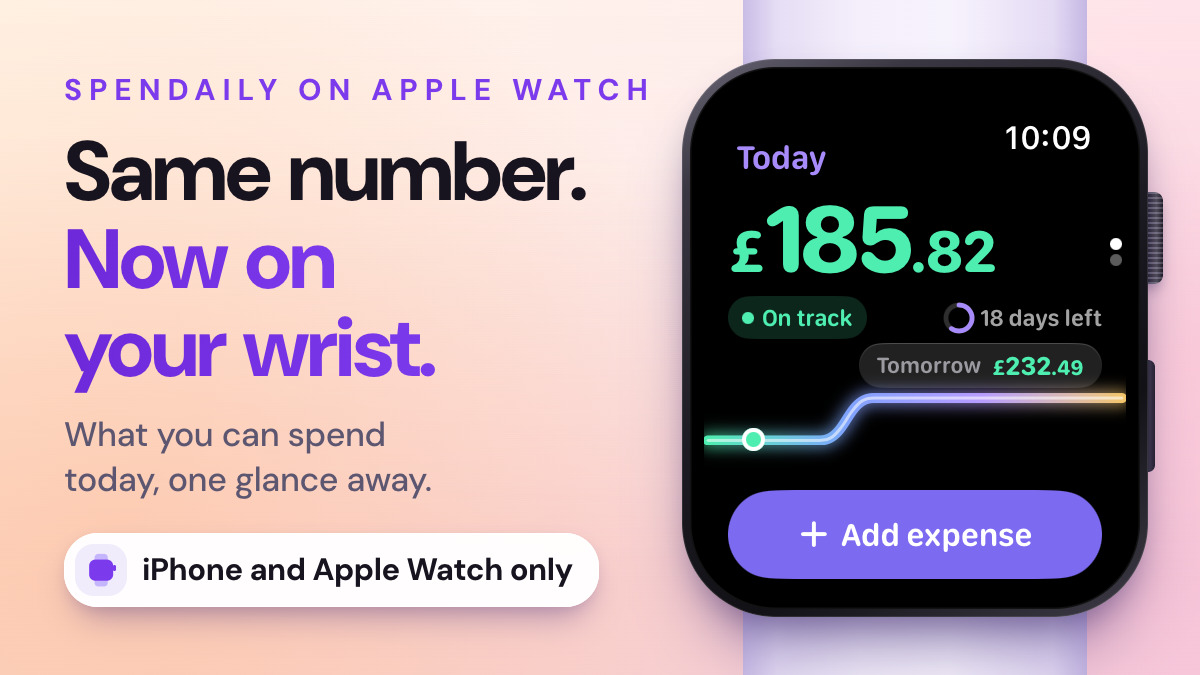 SPENDAILY ON APPLE WATCH
Same number.
Now on
your wrist.
What you can spend
today, one glance away.
iPhone and Apple Watch only
10:09
Today
£185.82
On track
18 days left
Tomorrow £232.49
+ Add expense